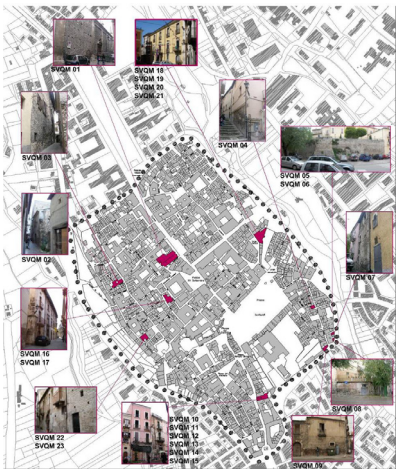 SVQM 01
SVQM 18
SVQM 19
SVQM 20
SVQM 21
SVQM 03
SVQM 04
SVQM 05
SVQM 06
SVQM 02
SVQM 07
SVQM 16
SVQM 17
SVQM 08
SVQM 22
SVQM 23
SVQM 10
SVQM 11
SVQM 12
SVQM 13
SVQM 14
SVQM 15
SVQM 09